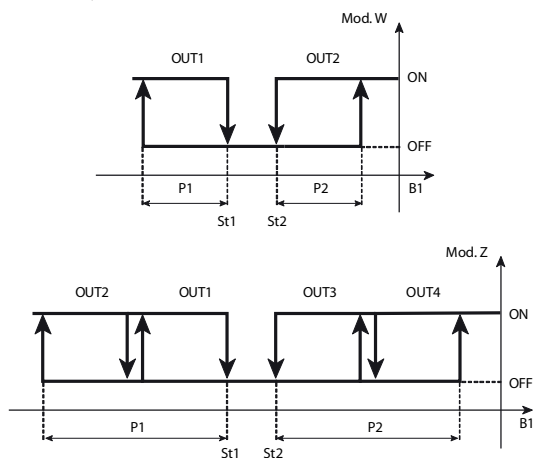 Mod. W
OUT1 OUT2
ON
OFF
P1 P2 B1
St1 St2
Mod. Z
OUT2 OUT1 OUT3 OUT4
ON
OFF
P1 P2 B1
St1 St2